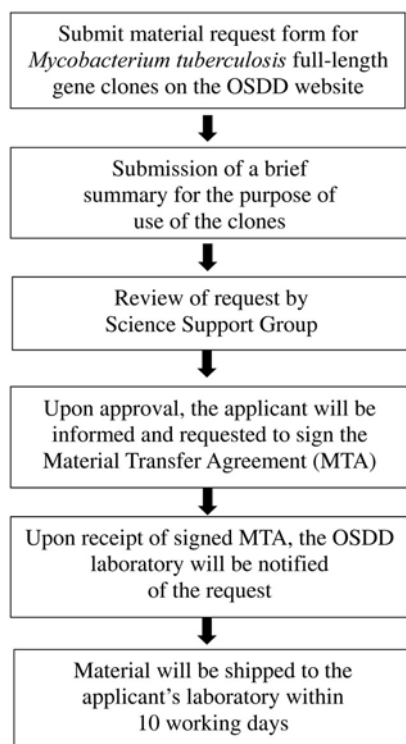 Submit material request form for
Mycobacterium tuberculosis full-length
gene clones on the OSDD website
Submission of a brief
summary for the purpose of
use of the clones
Review of request by
Science Support Group
Upon approval, the applicant will be
informed and requested to sign the
Material Transfer Agreement (MTA)
Upon receipt of signed MTA, the OSDD
laboratory will be notified
of the request
Material will be shipped to the
applicant's laboratory within
10 working days